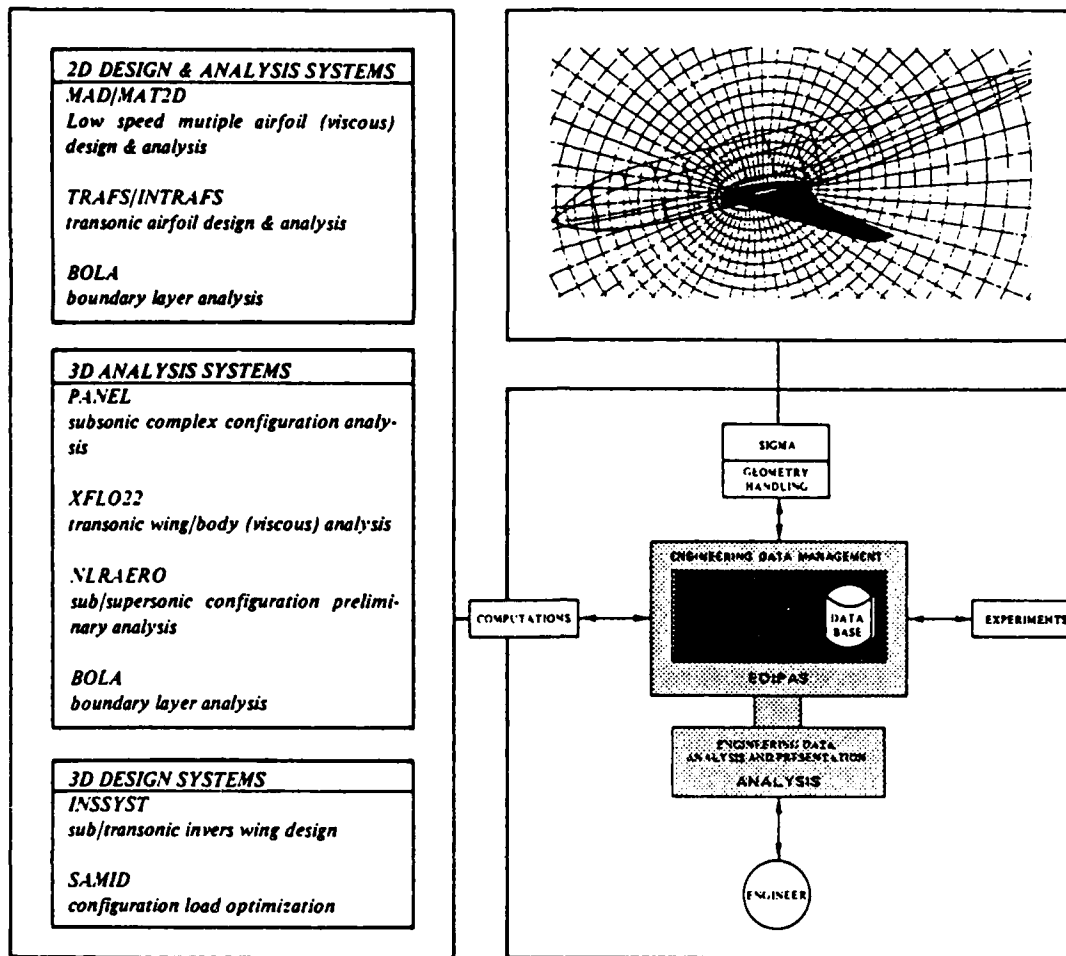 2D DESIGN & ANALYSIS SYSTEMS
MAD/MAT2D
Low speed mutiple airfoil (viscous)
design & analysis
TRAFS/INTRAFS
transonic airfoil design & analysis
BOLA
boundary layer analysis
3D ANALYSIS SYSTEMS
PANEL
subsonic complex configuration analy-
sis
XFLO22
transonic wing/body (viscous) analysis
NLRAERO
sub/supersonic configuration prelimi-
nary analysis
BOLA
boundary layer analysis
3D DESIGN SYSTEMS
INSSYST
sub/transonic invers wing design
SAMID
configuration load optimization
SIGMA
GEOMETRY
HANDLING
ENGINEERING DATA MANAGEMENT
DATA
BASE
EDIPAS
COMPUTATIONS
EXPERIMENTS
ENGINEERING DATA
ANALYSIS AND PRESENTATION
ANALYSIS
ENGINEER